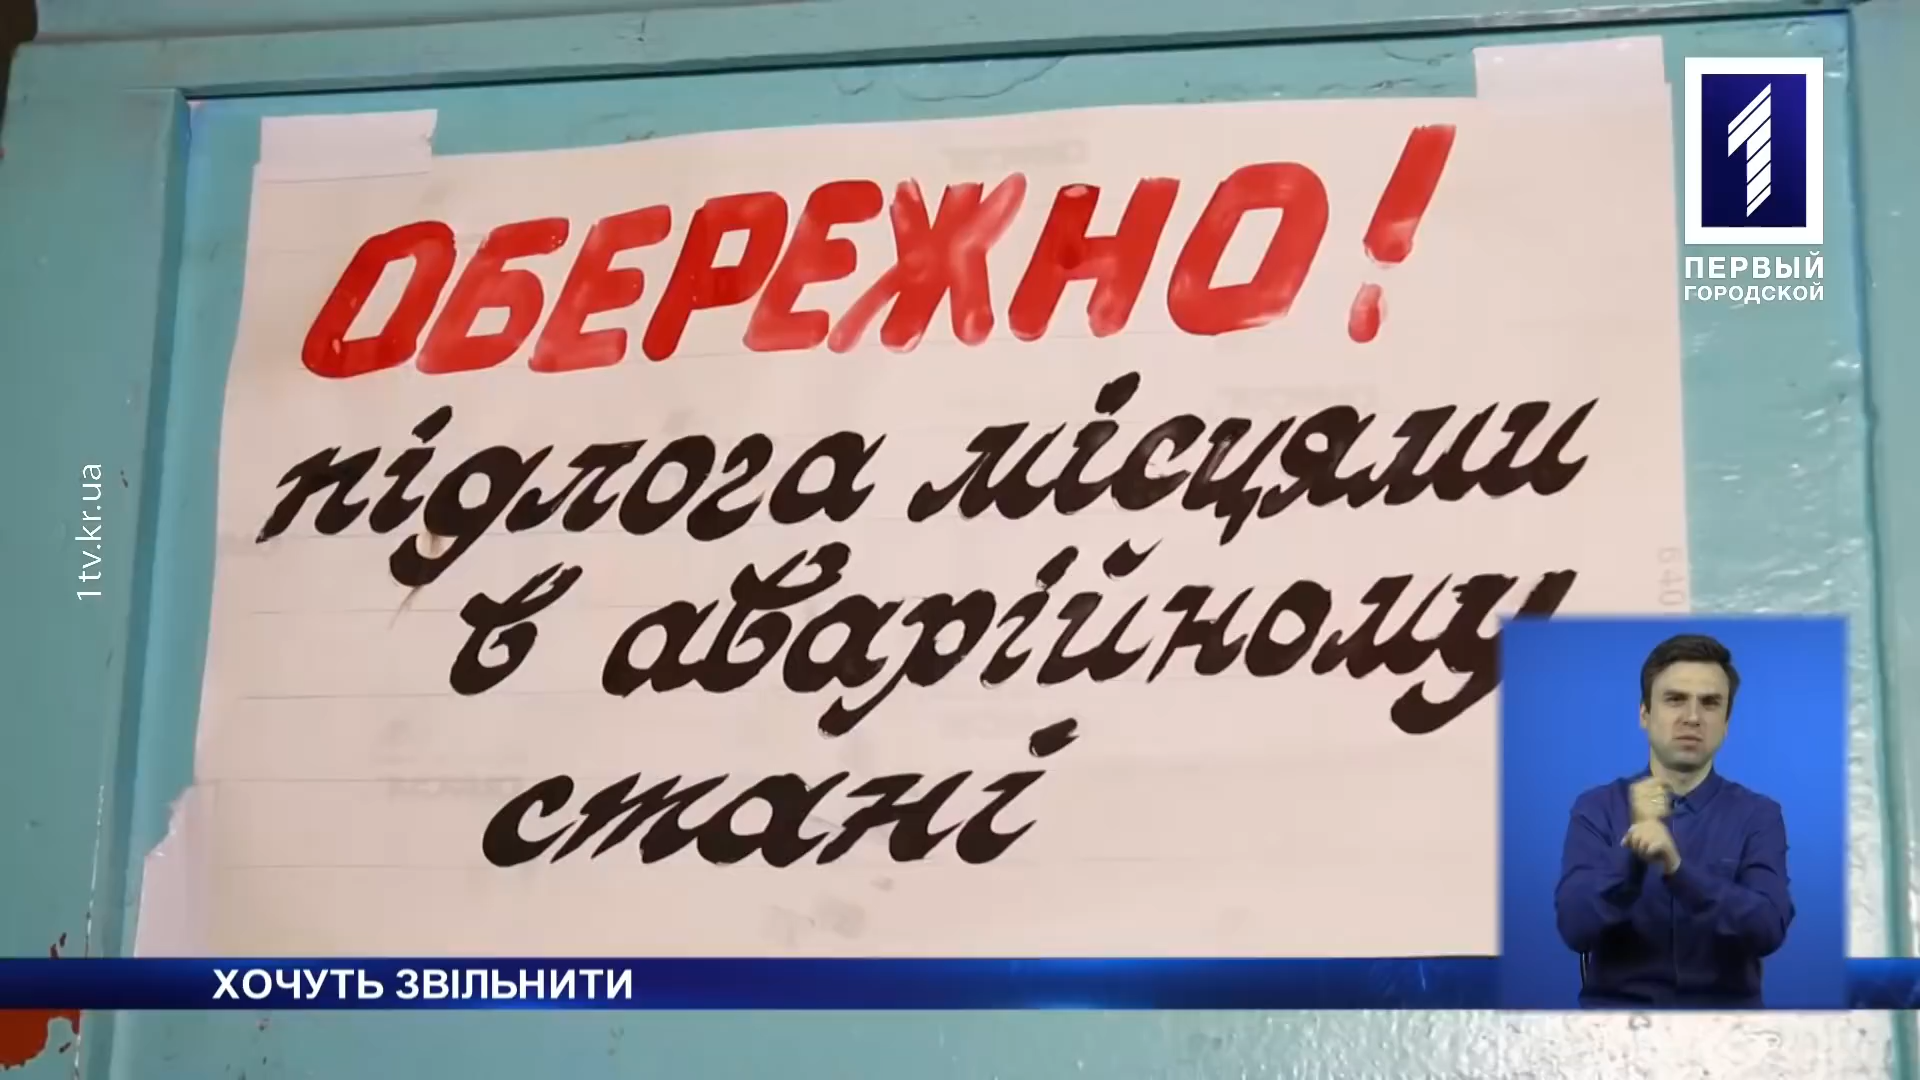 ОБЕРЕЖНО!
підлога місцями
в аварійному
стані
ПЕРВЫЙ
ГОРОДСКОЙ
1tv.kr.ua
ХОЧУТЬ ЗВІЛЬНИТИ